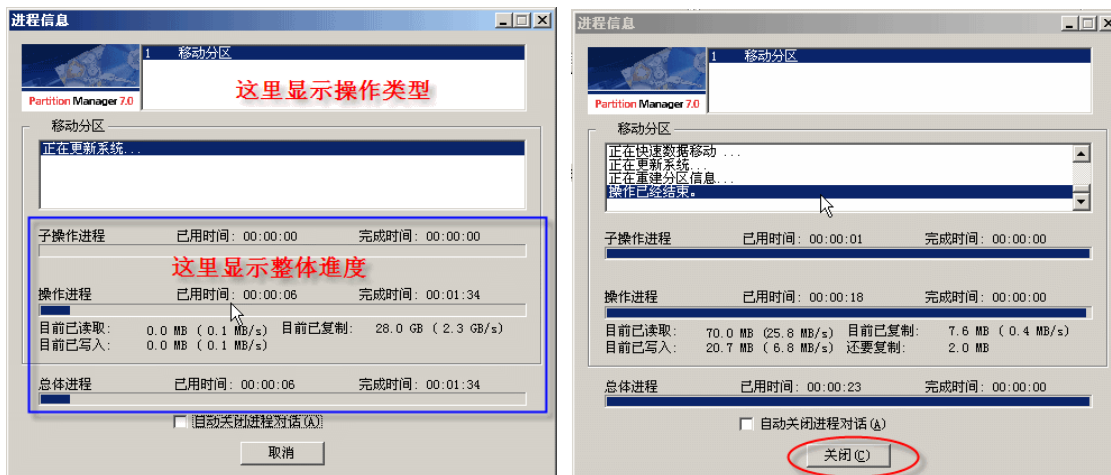 进程信息
1 移动分区
这里显示操作类型
Partition Manager 7.0
移动分区
正在更新系统...
子操作进程 已用时间: 00:00:00 完成时间: 00:00:00
这里显示整体進度
操作进程 已用时间: 00:00:06 完成时间: 00:01:34
目前已读取: 0.0 MB ( 0.1 MB/s) 目前已复制: 28.0 GB ( 2.3 GB/s)
目前已写入: 0.0 MB ( 0.1 MB/s)
总体进程 已用时间: 00:00:06 完成时间: 00:01:34
自动关闭进程对话(A)
取消
进程信息
1 移动分区
Partition Manager 7.0
移动分区
正在快速数据移动 ...
正在更新系统...
正在重建分区信息...
操作已经结束。
子操作进程 已用时间: 00:00:01 完成时间: 00:00:00
操作进程 已用时间: 00:00:18 完成时间: 00:00:00
目前已读取: 70.0 MB (25.8 MB/s) 目前已复制: 7.6 MB ( 0.4 MB/s)
目前已写入: 20.7 MB ( 6.8 MB/s) 还要复制: 2.0 MB
总体进程 已用时间: 00:00:23 完成时间: 00:00:00
自动关闭进程对话(A)
关闭(C)